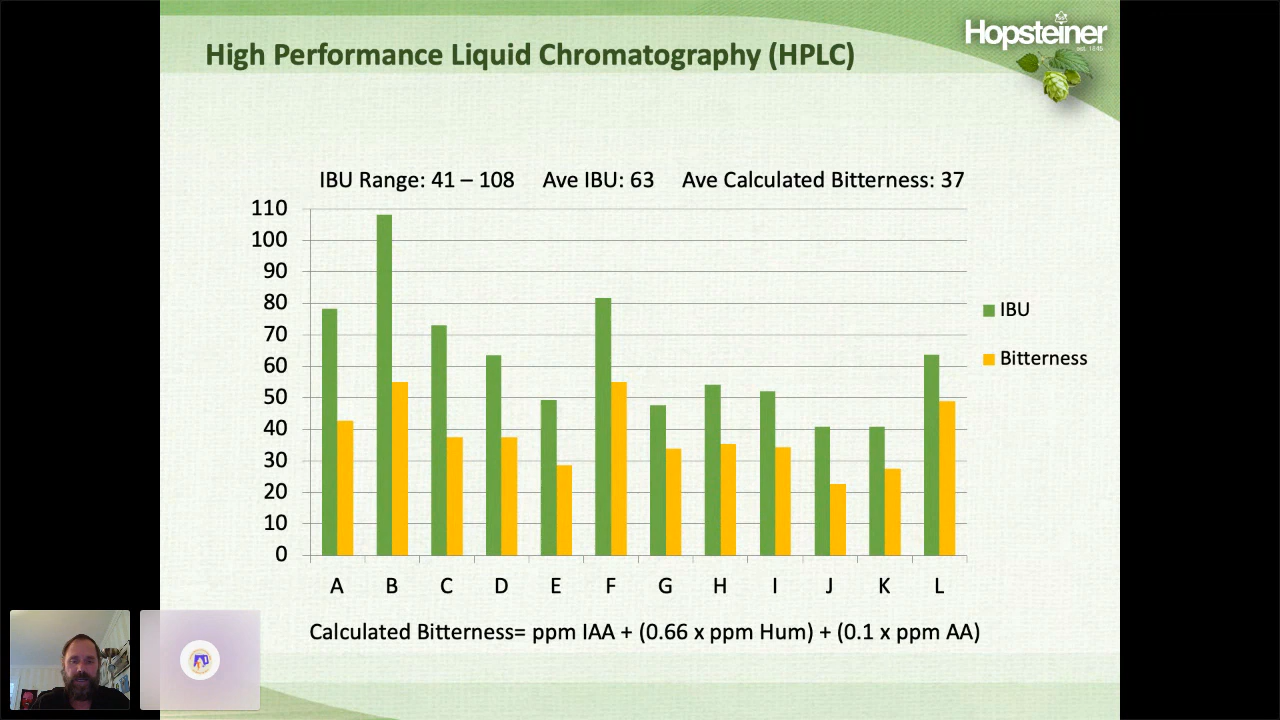 High Performance Liquid Chromatography (HPLC)
Hopsteiner
est. 1845
IBU Range: 41 – 108 Ave IBU: 63 Ave Calculated Bitterness: 37
110
100
90
80
70
60
50
40
30
20
10
0
IBU
Bitterness
A B C D E F G H I J K L
Calculated Bitterness= ppm IAA + (0.66 x ppm Hum) + (0.1 x ppm AA)